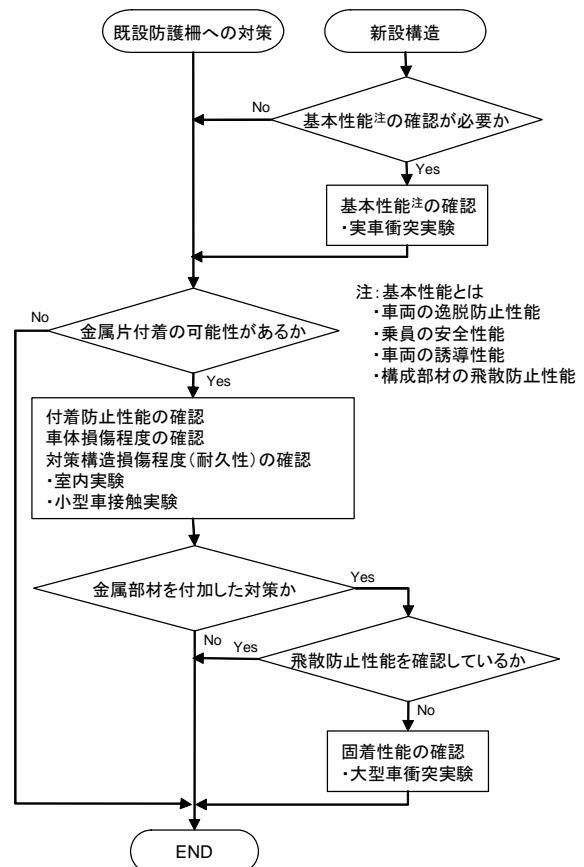 既設防護柵への対策
新設構造
No
基本性能注の確認が必要か
Yes
基本性能注の確認
・実車衝突実験
注:基本性能とは
・車両の逸脱防止性能
・乗員の安全性能
・車両の誘導性能
・構成部材の飛散防止性能
No
金属片付着の可能性があるか
Yes
付着防止性能の確認
車体損傷程度の確認
対策構造損傷程度(耐久性)の確認
・室内実験
・小型車接触実験
金属部材を付加した対策か
Yes
No
Yes
飛散防止性能を確認しているか
No
固着性能の確認
・大型車衝突実験
END